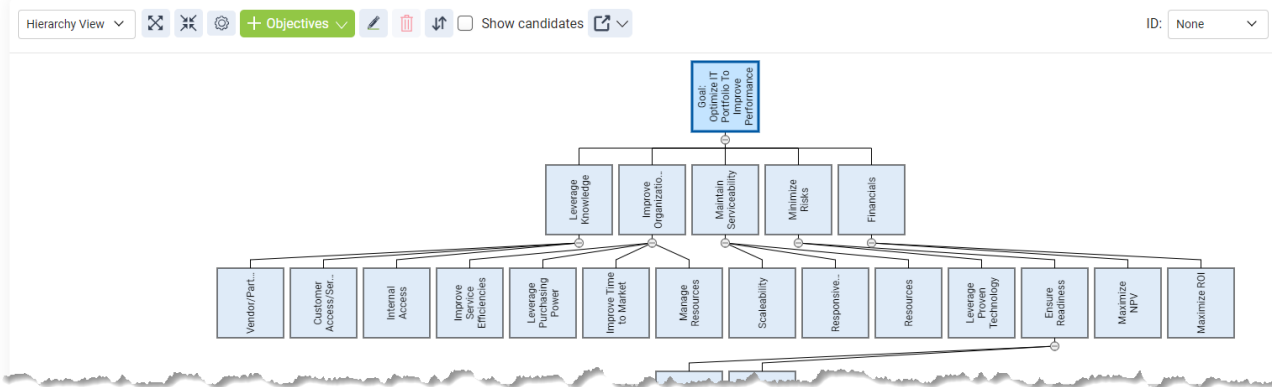 Hierarchy View
Objectives
Show candidates
ID:
None
Goal:
Optimize IT
Portfolio To
Improve
Performance
Leverage
Knowledge
Improve
Organizatio...
Maintain
Serviceability
Minimize
Risks
Financials
Vendor/Part...
Customer
Access/Ser...
Internal
Access
Improve
Service
Efficiencies
Leverage
Purchasing
Power
Improve Time
to Market
Manage
Resources
Scaleability
Responsive...
Resources
Leverage
Proven
Technology
Ensure
Readiness
Maximize
NPV
Maximize ROI